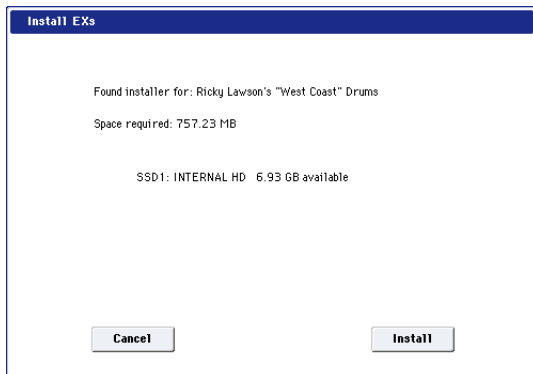 Install EXs
Found installer for: Ricky Lawson's "West Coast" Drums
Space required: 757.23 MB
SSD1: INTERNAL HD 6.93 GB available
Cancel Install